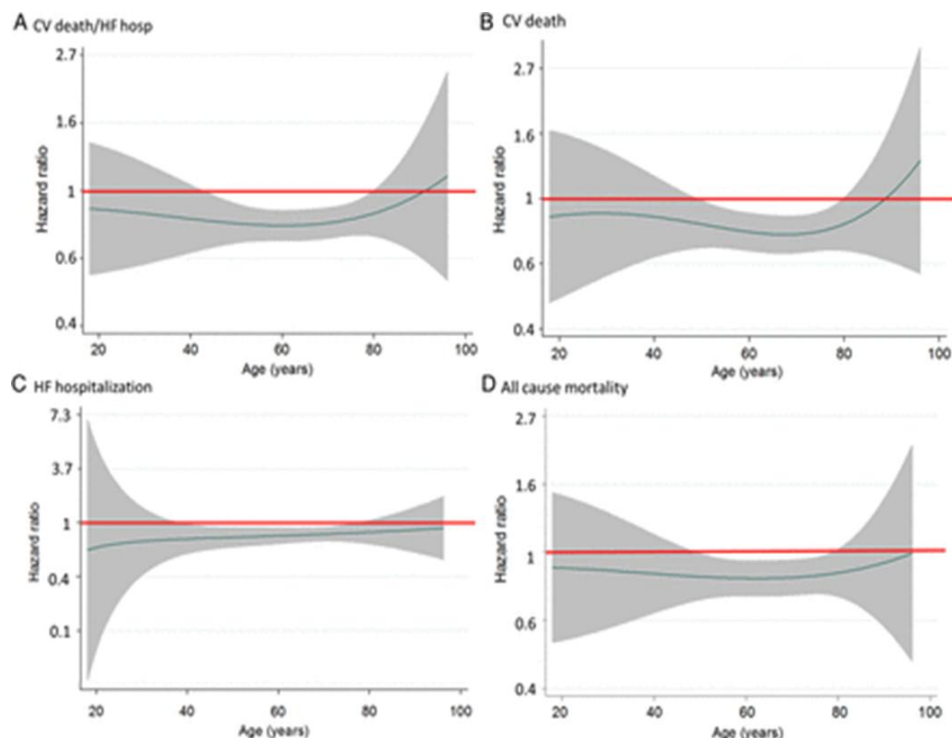 A CV death/HF hosp
2.7
1.6
1
0.6
0.4
Hazard ratio
20 40 60 80 100
Age (years)
B CV death
2.7
1.6
1
0.6
0.4
Hazard ratio
20 40 60 80 100
Age (years)
C HF hospitalization
7.3
3.7
1
0.4
0.1
Hazard ratio
20 40 60 80 100
Age (years)
D All cause mortality
2.7
1.6
1
0.6
0.4
Hazard ratio
20 40 60 80 100
Age (years)